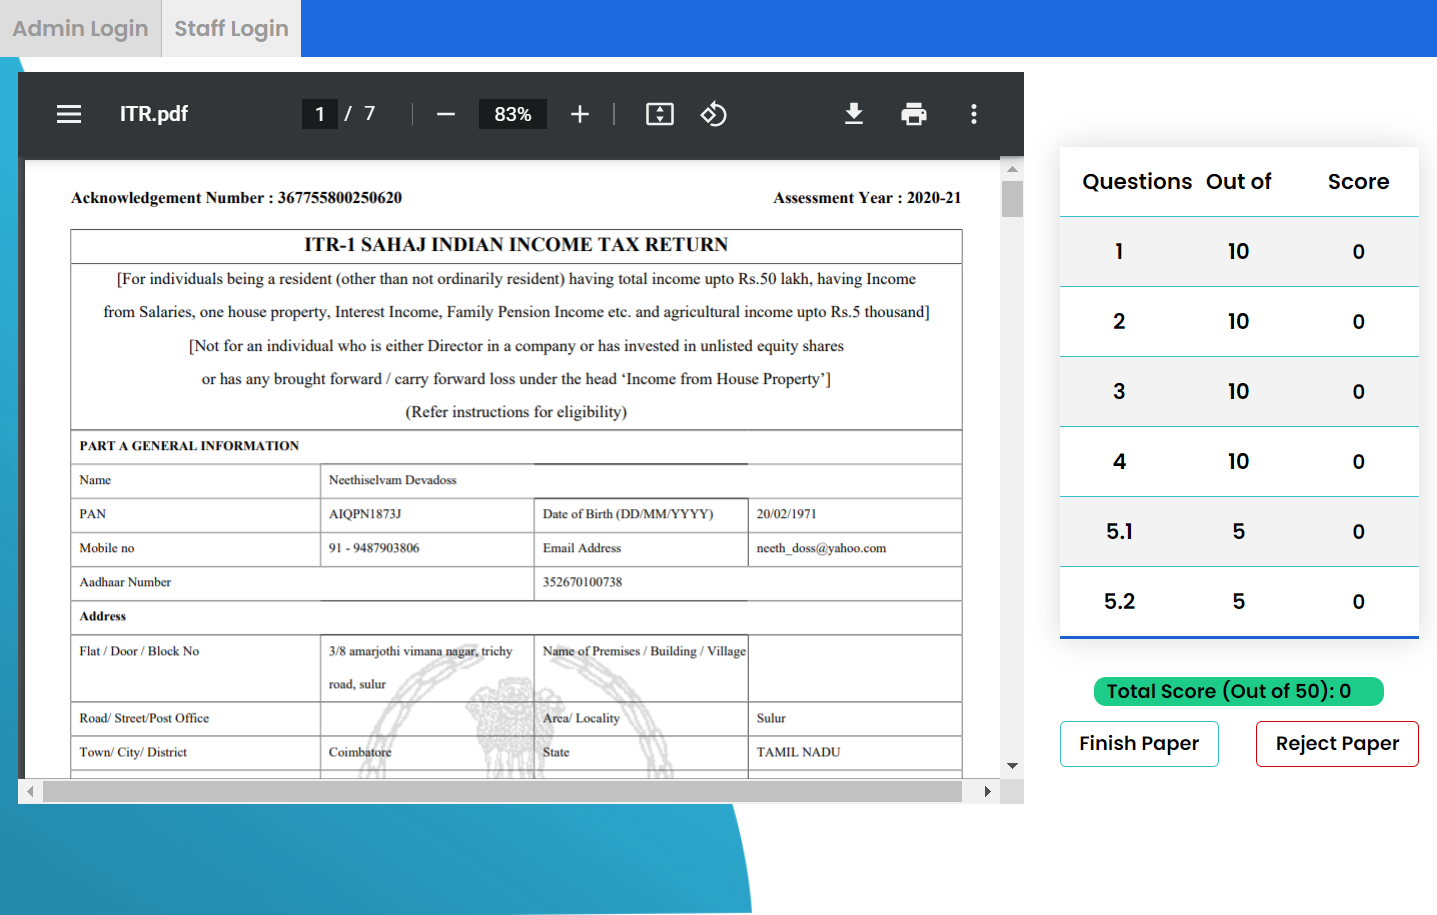 Admin Login Staff Login
ITR.pdf 1 / 7 83%
Acknowledgement Number : 367755800250620 Assessment Year : 2020-21
ITR-1 SAHAJ INDIAN INCOME TAX RETURN
[For individuals being a resident (other than not ordinarily resident) having total income upto Rs.50 lakh, having Income
from Salaries, one house property, Interest Income, Family Pension Income etc. and agricultural income upto Rs.5 thousand]
[Not for an individual who is either Director in a company or has invested in unlisted equity shares
or has any brought forward / carry forward loss under the head ‘Income from House Property’]
(Refer instructions for eligibility)
PART A GENERAL INFORMATION
Name Neethiselvam Devadoss
PAN AIQPN1873J Date of Birth (DD/MM/YYYY) 20/02/1971
Mobile no 91 - 9487903806 Email Address neeth_doss@yahoo.com
Aadhaar Number 352670100738
Address
Flat / Door / Block No 3/8 amarjothi vimana nagar, trichy Name of Premises / Building / Village
road, sulur
Road/ Street/Post Office Area/ Locality Sulur
Town/ City/ District Coimbatore State TAMIL NADU
Questions Out of Score
1 10 0
2 10 0
3 10 0
4 10 0
5.1 5 0
5.2 5 0
Total Score (Out of 50): 0
Finish Paper Reject Paper